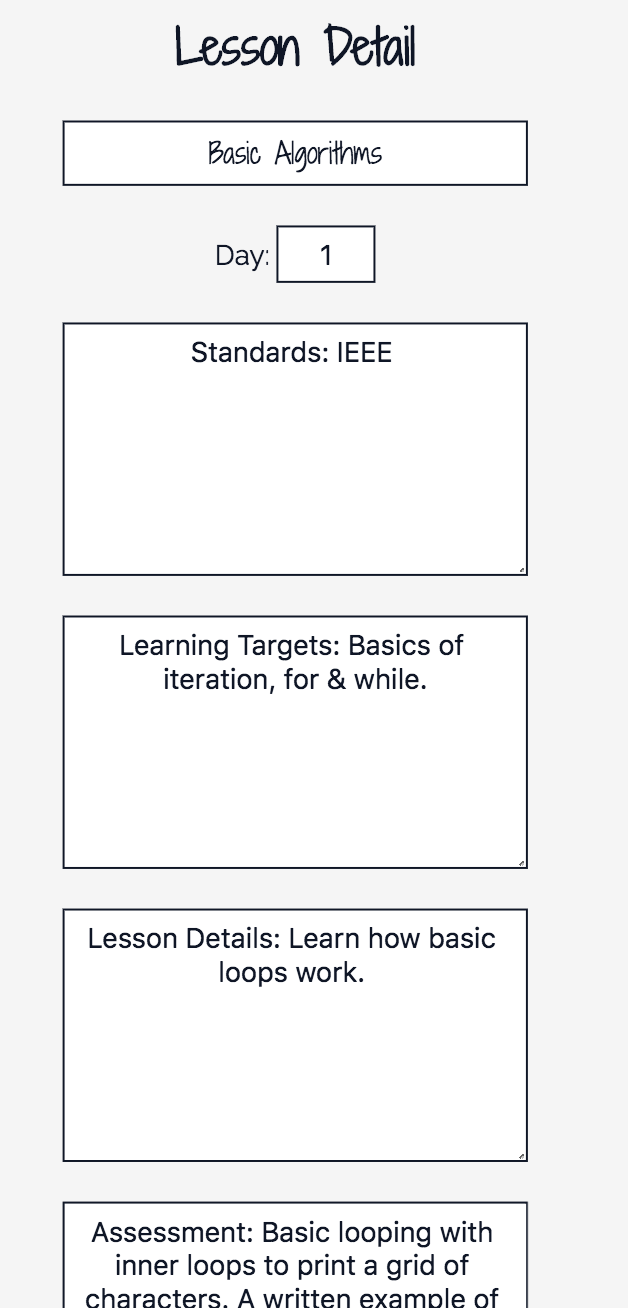 Lesson Detail
Basic Algorithms
Day: 1
Standards: IEEE
Learning Targets: Basics of
iteration, for & while.
Lesson Details: Learn how basic
loops work.
Assessment: Basic looping with
inner loops to print a grid of
characters. A written example of